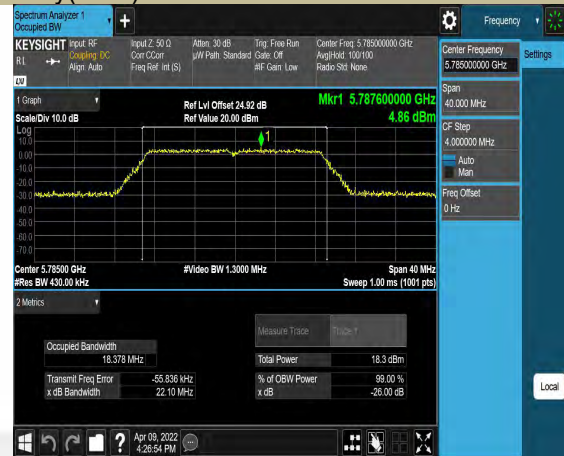 Spectrum Analyzer 1
Occupied BW
Frequency
KEYSIGHT
R L
Input: RF
Coupling: DC
Align: Auto
Input Z: 50 Ω
Corr CCorr
Freq Ref: Int (S)
Atten: 30 dB
µW Path: Standard
Trig: Free Run
Gate: Off
#IF Gain: Low
Center Freq: 5.785000000 GHz
Avg|Hold: 100/100
Radio Std: None
LXI
Center Frequency
5.785000000 GHz
Settings
Span
40.000 MHz
CF Step
4.000000 MHz
Auto
Man
Freq Offset
0 Hz
1 Graph
Scale/Div 10.0 dB
Ref Lvl Offset 24.92 dB
Ref Value 20.00 dBm
Mkr1 5.787600000 GHz
4.86 dBm
Log
10.0
0.00
-10.0
-20.0
-30.0
-40.0
-50.0
-60.0
-70.0
1
Center 5.78500 GHz
#Res BW 430.00 kHz
#Video BW 1.3000 MHz
Span 40 MHz
Sweep 1.00 ms (1001 pts)
2 Metrics
Measure Trace
Trace 1
Occupied Bandwidth
18.378 MHz
Total Power 18.3 dBm
Transmit Freq Error -55.836 kHz
% of OBW Power 99.00 %
x dB Bandwidth 22.10 MHz
x dB -26.00 dB
Local
Apr 09, 2022
4:26:54 PM